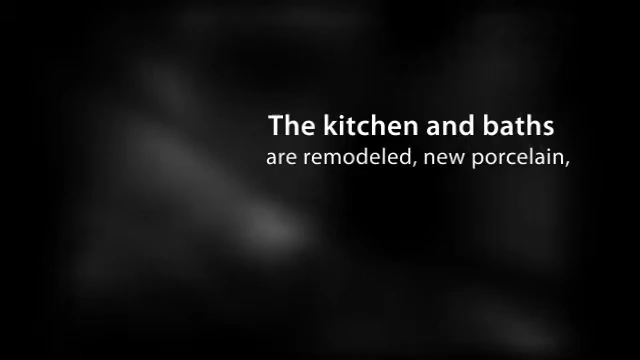 The kitchen and baths
are remodeled, new porcelain,